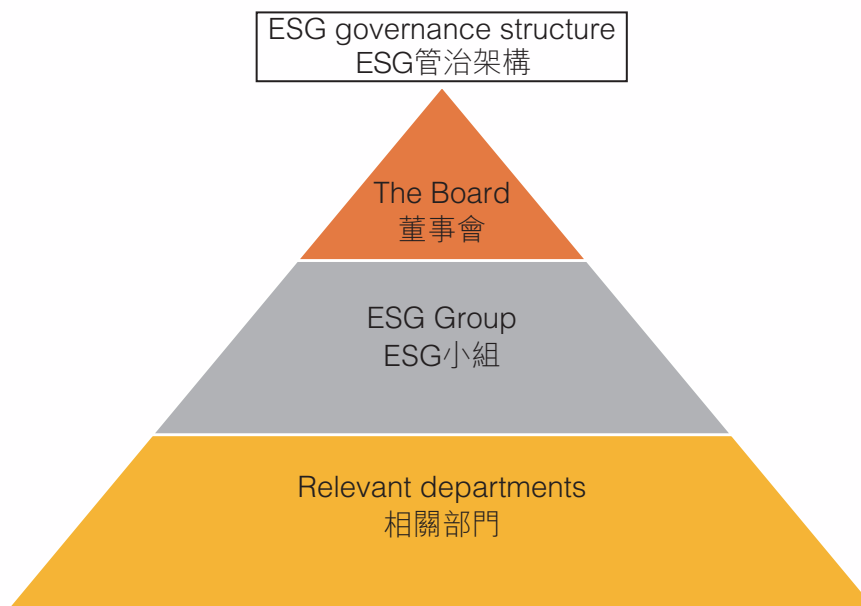 ESG governance structure
ESG管治架構
The Board
董事會
ESG Group
ESG小組
Relevant departments
相關部門